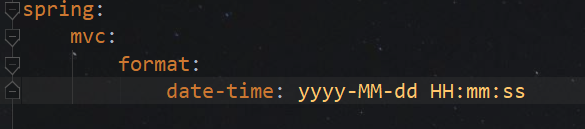 spring:
mvc:
format:
date-time: yyyy-MM-dd HH:mm:ss